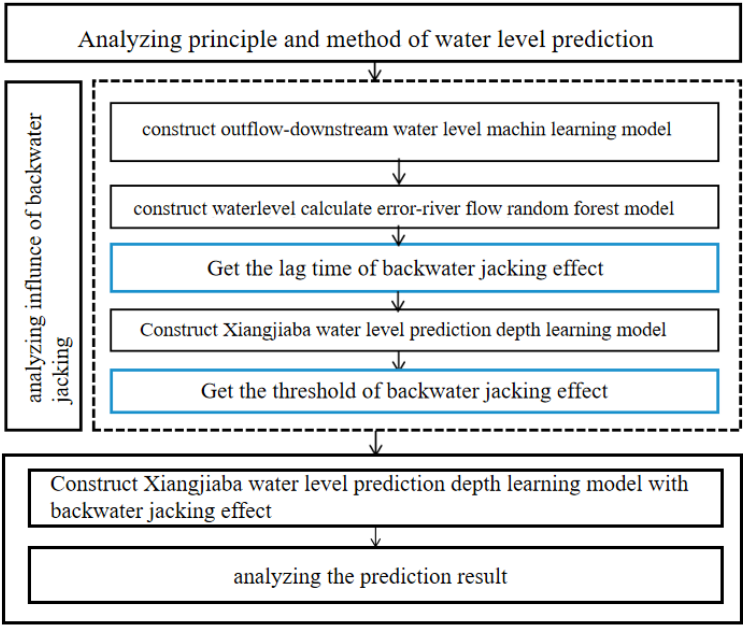 Analyzing principle and method of water level prediction
analyzing influnce of backwater
jacking
construct outflow-downstream water level machin learning model
construct waterlevel calculate error-river flow random forest model
Get the lag time of backwater jacking effect
Construct Xiangjiaba water level prediction depth learning model
Get the threshold of backwater jacking effect
Construct Xiangjiaba water level prediction depth learning model with
backwater jacking effect
analyzing the prediction result